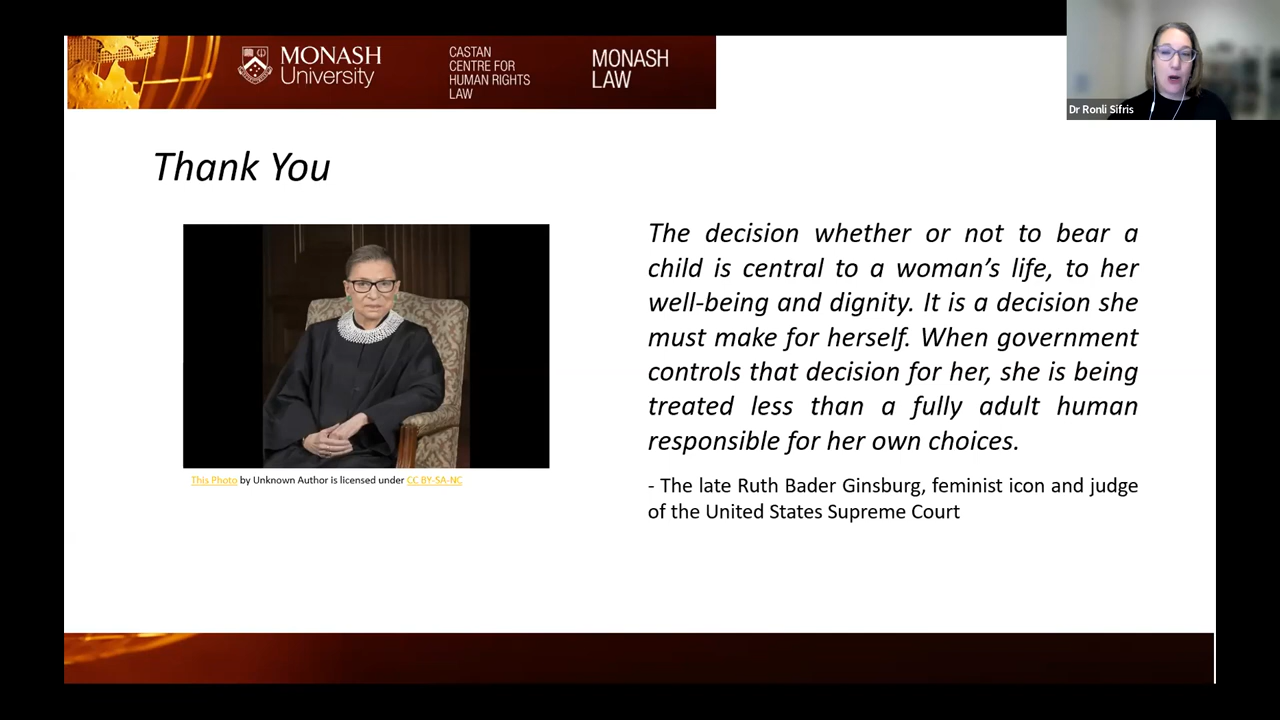 MONASH
University
CASTAN
CENTRE FOR
HUMAN RIGHTS
LAW
MONASH
LAW
Dr Ronli Sifris
Thank You
The decision whether or not to bear a
child is central to a woman’s life, to her
well-being and dignity. It is a decision she
must make for herself. When government
controls that decision for her, she is being
treated less than a fully adult human
responsible for her own choices.
This Photo by Unknown Author is licensed under CC BY-SA-NC
- The late Ruth Bader Ginsburg, feminist icon and judge
of the United States Supreme Court